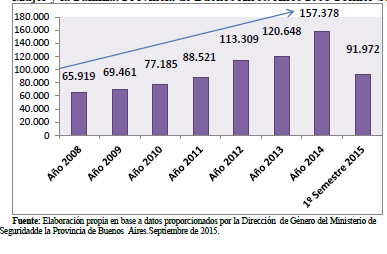 157.378
180.000
160.000
140.000
120.000
100.000
80.000
60.000
40.000
20.000
0
65.919
69.461
77.185
88.521
113.309
120.648
91.972
Año 2008
Año 2009
Año 2010
Año 2011
Año 2012
Año 2013
Año 2014
1º Semestre 2015
Fuente: Elaboración propia en base a datos proporcionados por la Dirección de Género del Ministerio de
Seguridadde la Provincia de Buenos Aires.Septiembre de 2015.